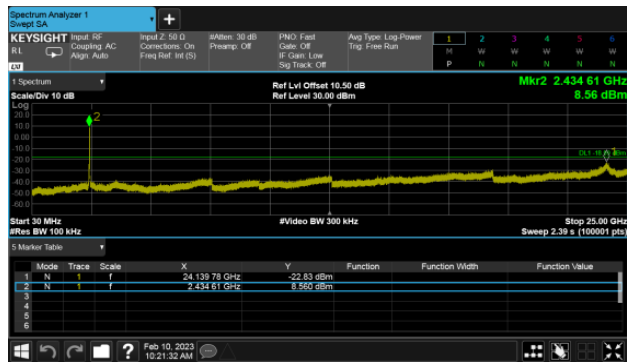 Spectrum Analyzer 1
Swept SA
+
KEYSIGHT Input: RF
RL
Coupling: AC
Align: Auto
Input Z: 50 Ω
Corrections: On
Freq Ref: Int (S)
#Atten: 30 dB
Preamp: Off
PNO: Fast
Gate: Off
IF Gain: Low
Sig Track: Off
Avg Type: Log-Power
Trig: Free Run
1 2 3 4 5 6
M W W W W W
P N N N N N
LXI
1 Spectrum
Scale/Div 10 dB
Ref Lvl Offset 10.50 dB
Ref Level 30.00 dBm
Mkr2 2.434 61 GHz
8.56 dBm
Log
20.0
10.0
0.00
-10.0
-20.0
-30.0
-40.0
-50.0
-60.0
2
Start 30 MHz
#Res BW 100 kHz
#Video BW 300 kHz
Stop 25.00 GHz
Sweep 2.39 s (100001 pts)
5 Marker Table
Mode Trace Scale X Y Function Function Width Function Value
1 N 1 f 24.139 78 GHz -22.83 dBm
2 N 1 f 2.434 61 GHz 8.560 dBm
3
4
5
6
?
Feb 10, 2023
10:21:32 AM